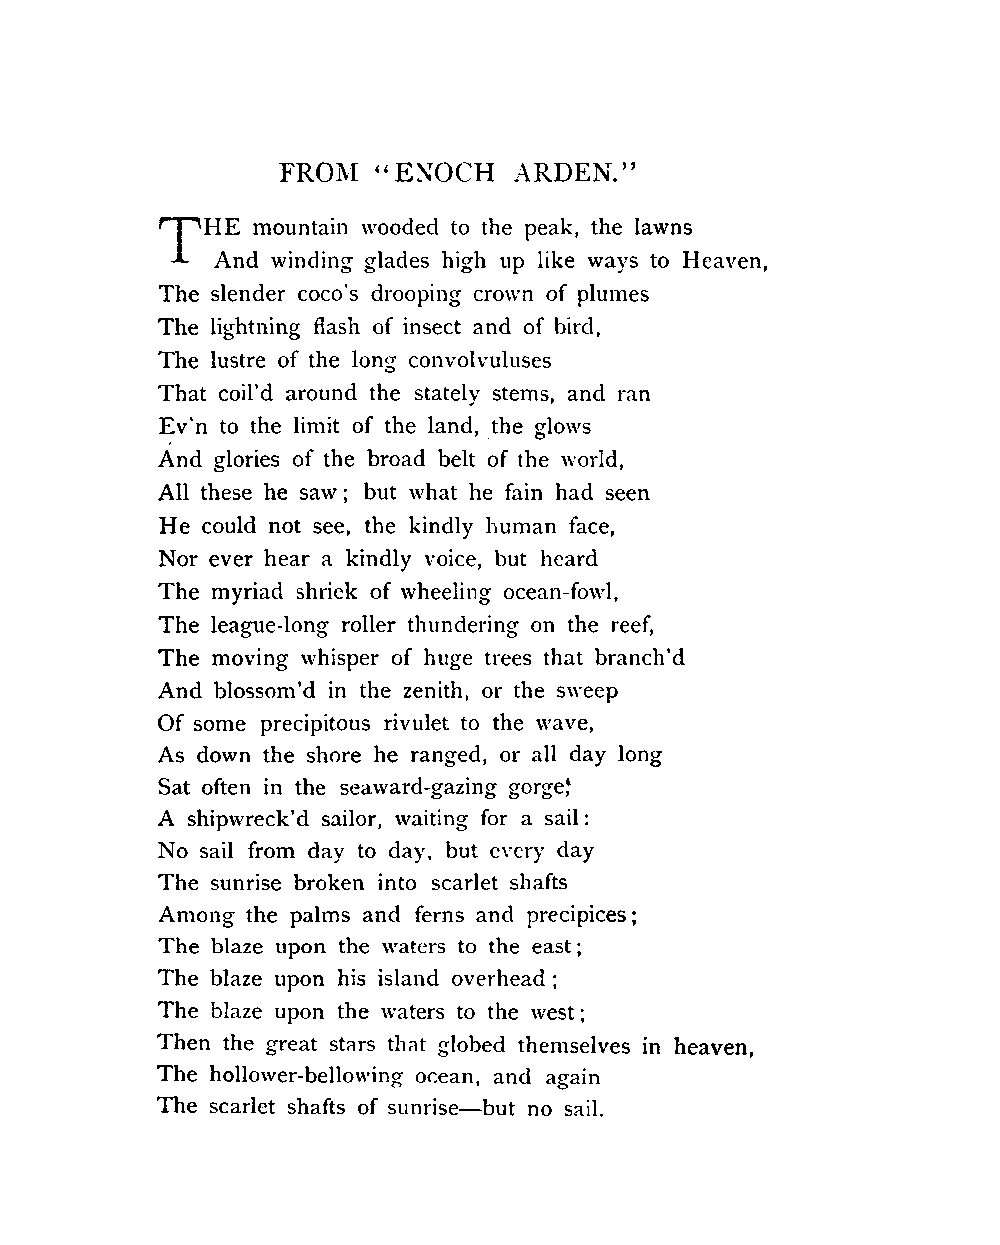 FROM “ENOCH ARDEN.”
THE mountain wooded to the peak, the lawns
And winding glades high up like ways to Heaven,
The slender coco's drooping crown of plumes
The lightning flash of insect and of bird,
The lustre of the long convolvuluses
That coil'd around the stately stems, and ran
Ev'n to the limit of the land, the glows
And glories of the broad belt of the world,
All these he saw; but what he fain had seen
He could not see, the kindly human face,
Nor ever hear a kindly voice, but heard
The myriad shriek of wheeling ocean-fowl,
The league-long roller thundering on the reef,
The moving whisper of huge trees that branch'd
And blossom'd in the zenith, or the sweep
Of some precipitous rivulet to the wave,
As down the shore he ranged, or all day long
Sat often in the seaward-gazing gorge,
A shipwreck'd sailor, waiting for a sail:
No sail from day to day, but every day
The sunrise broken into scarlet shafts
Among the palms and ferns and precipices;
The blaze upon the waters to the east;
The blaze upon his island overhead;
The blaze upon the waters to the west;
Then the great stars that globed themselves in heaven,
The hollower-bellowing ocean, and again
The scarlet shafts of sunrise—but no sail.